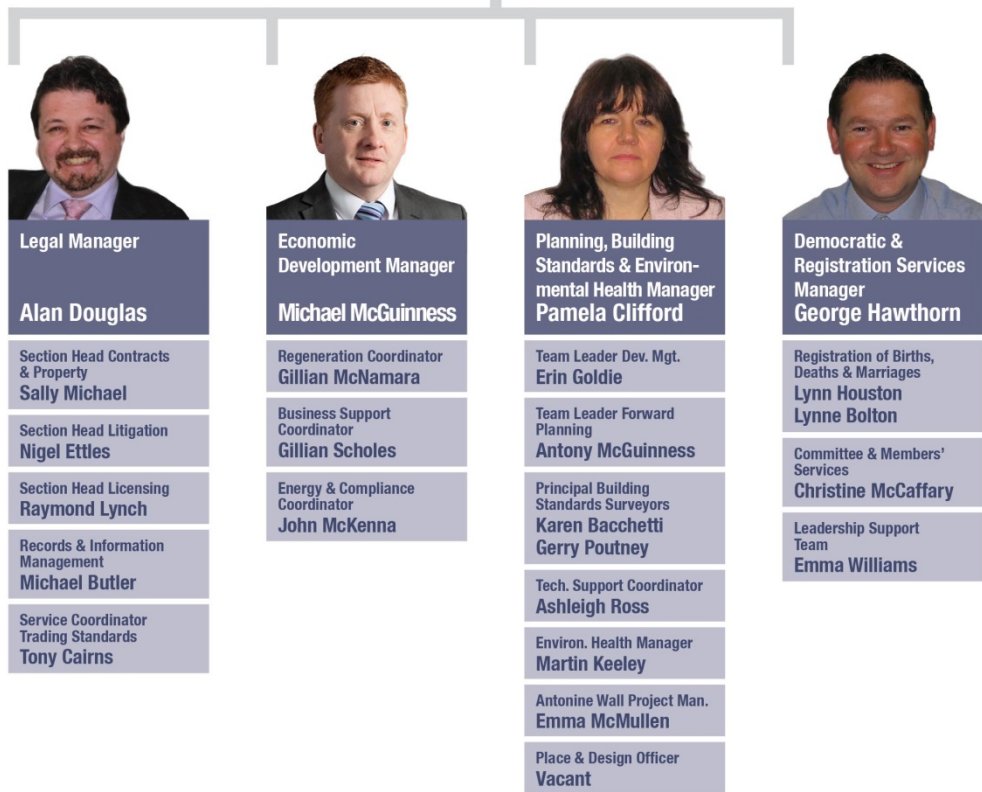 Legal Manager
Alan Douglas
Section Head Contracts
& Property
Sally Michael
Section Head Litigation
Nigel Ettles
Section Head Licensing
Raymond Lynch
Records & Information
Management
Michael Butler
Service Coordinator
Trading Standards
Tony Cairns
Economic
Development Manager
Michael McGuinness
Regeneration Coordinator
Gillian McNamara
Business Support
Coordinator
Gillian Scholes
Energy & Compliance
Coordinator
John McKenna
Planning, Building
Standards & Environ-
mental Health Manager
Pamela Clifford
Team Leader Dev. Mgt.
Erin Goldie
Team Leader Forward
Planning
Antony McGuinness
Principal Building
Standards Surveyors
Karen Bacchetti
Gerry Poutney
Tech. Support Coordinator
Ashleigh Ross
Environ. Health Manager
Martin Keeley
Antonine Wall Project Man.
Emma McMullen
Place & Design Officer
Vacant
Democratic &
Registration Services
Manager
George Hawthorn
Registration of Births,
Deaths & Marriages
Lynn Houston
Lynne Bolton
Committee & Members’
Services
Christine McCaffary
Leadership Support
Team
Emma Williams